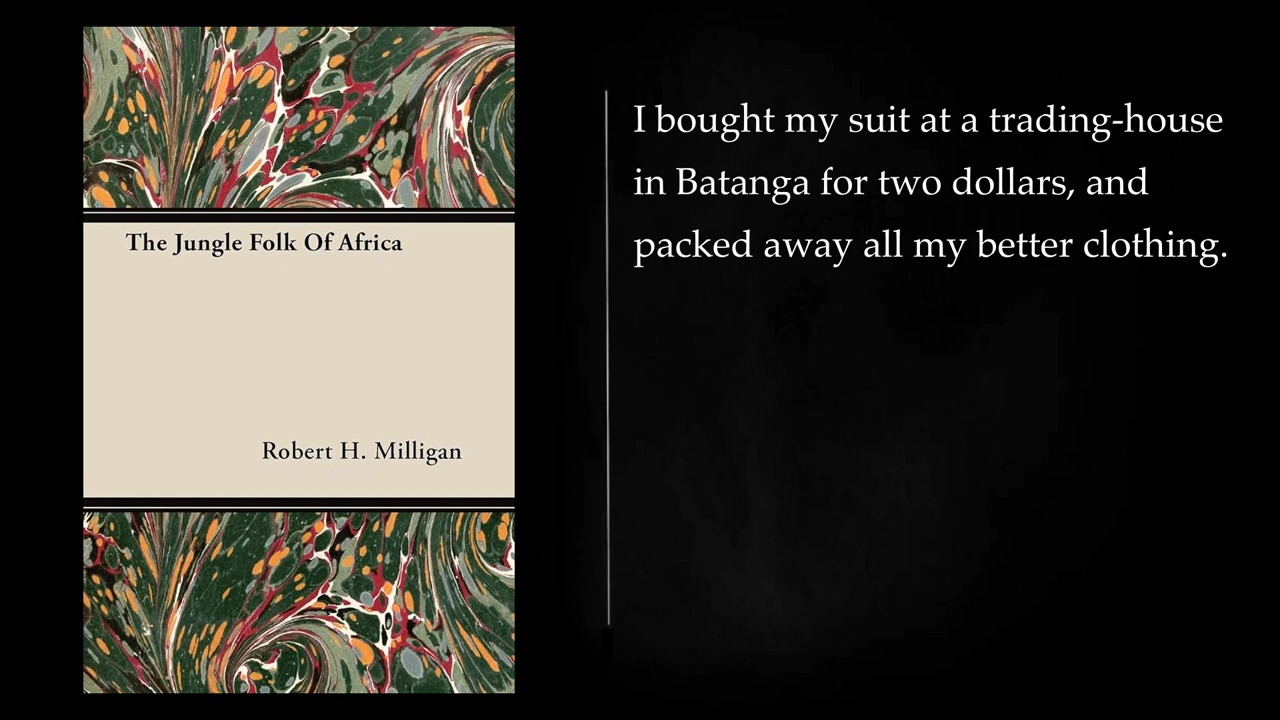 The Jungle Folk Of Africa
Robert H. Milligan
I bought my suit at a trading-house
in Batanga for two dollars, and
packed away all my better clothing.